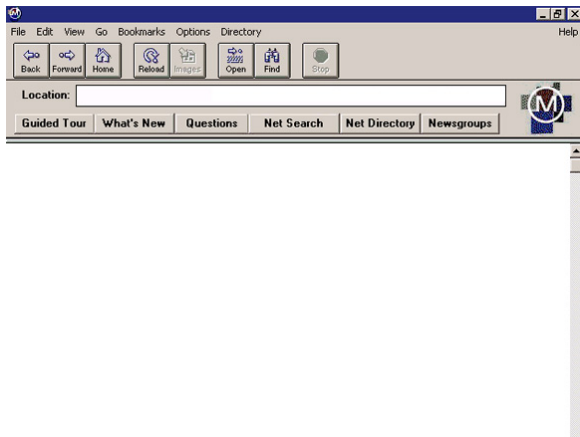 File Edit View Go Bookmarks Options Directory Help
Back Forward Home Reload Images Open Find Stop
Location:
Guided Tour What's New Questions Net Search Net Directory Newsgroups
M